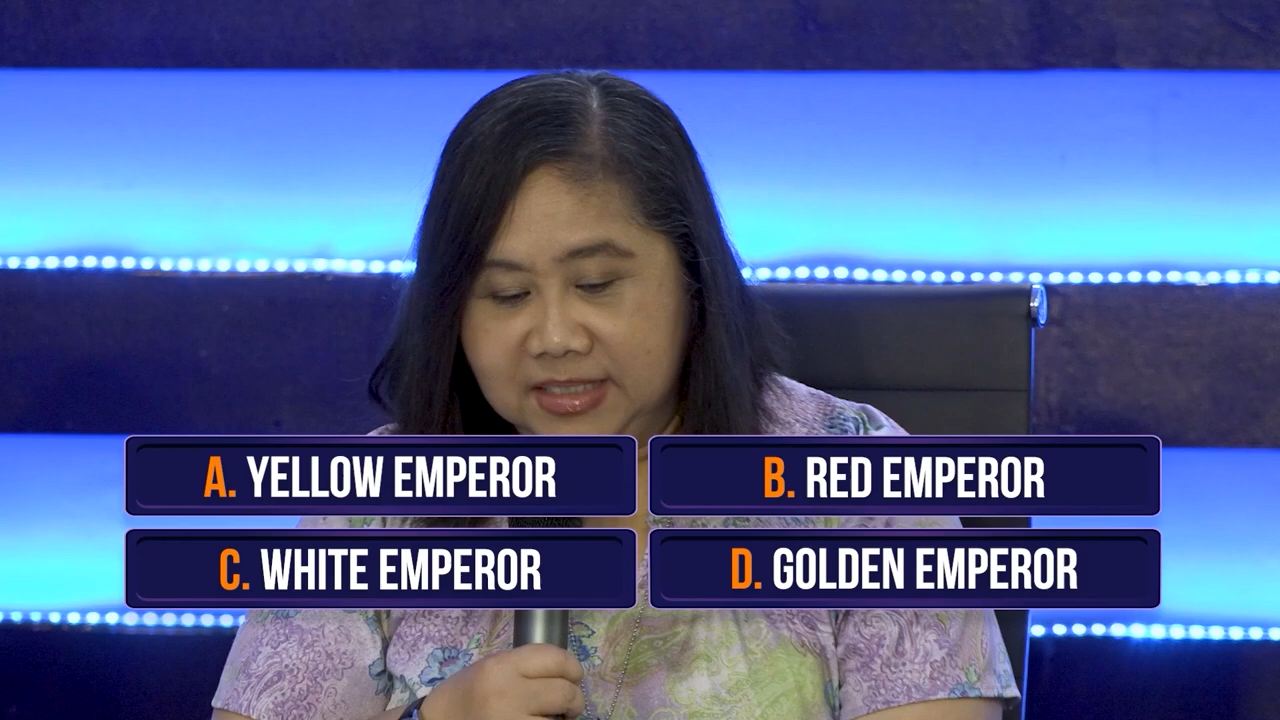 A. YELLOW EMPEROR
B. RED EMPEROR
C. WHITE EMPEROR
D. GOLDEN EMPEROR